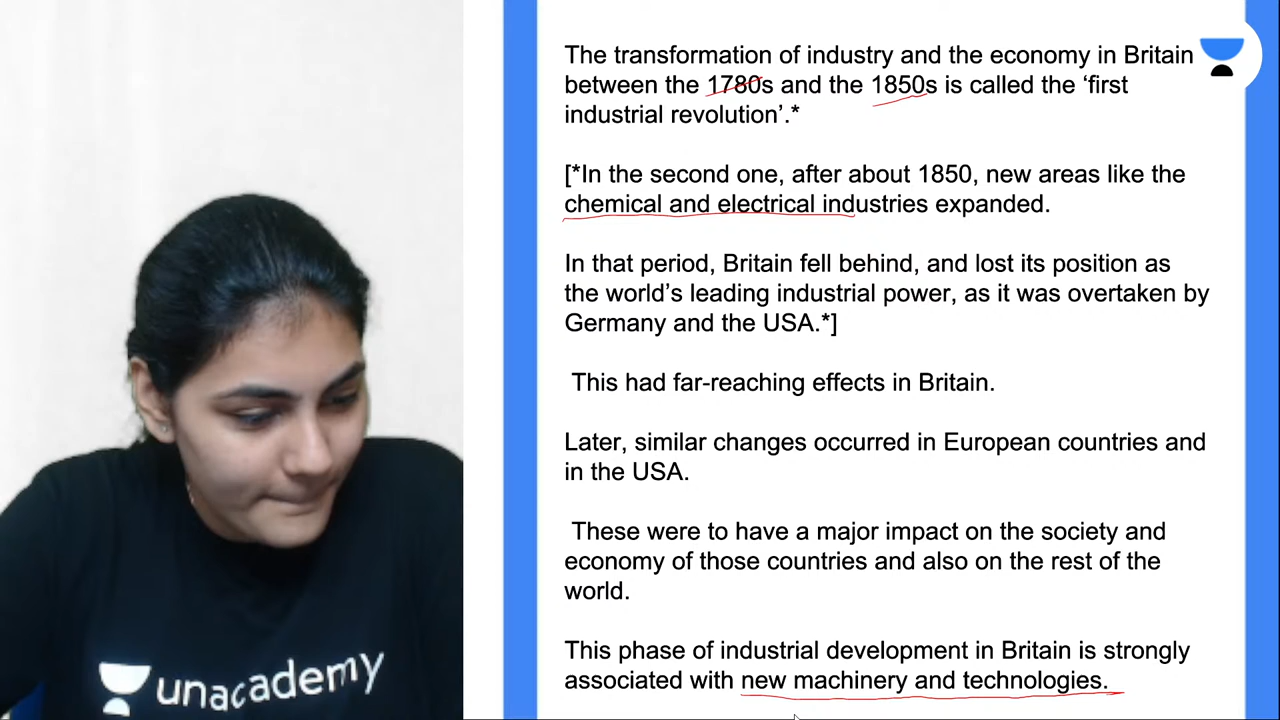 The transformation of industry and the economy in Britain
between the 1780s and the 1850s is called the ‘first
industrial revolution’.*
[*In the second one, after about 1850, new areas like the
chemical and electrical industries expanded.
In that period, Britain fell behind, and lost its position as
the world’s leading industrial power, as it was overtaken by
Germany and the USA.*]
This had far-reaching effects in Britain.
Later, similar changes occurred in European countries and
in the USA.
These were to have a major impact on the society and
economy of those countries and also on the rest of the
world.
This phase of industrial development in Britain is strongly
associated with new machinery and technologies.
unacademy